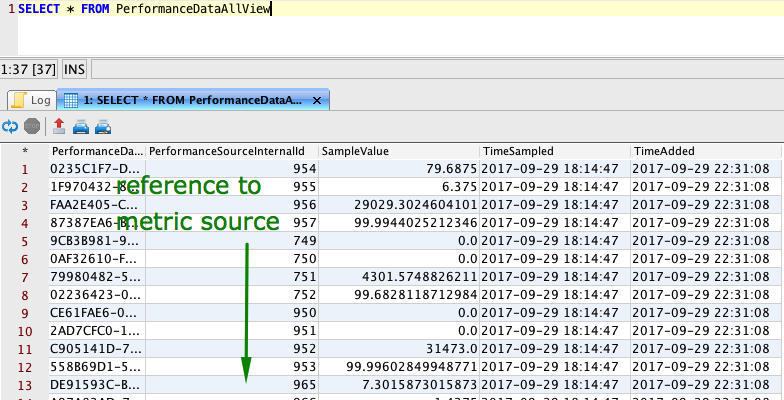 1 SELECT * FROM PerformanceDataAllView
1:37 [37] INS
Log 1: SELECT * FROM PerformanceDataA... ×
* PerformanceDa... PerformanceSourceInternalId SampleValue TimeSampled TimeAdded
1 0235C1F7-D... 954 79.6875 2017-09-29 18:14:47 2017-09-29 22:31:08
reference to
2 1F970432-8... 955 6.375 2017-09-29 18:14:47 2017-09-29 22:31:08
3 FAA2E405-C... 956 29029.3024604101 2017-09-29 18:14:47 2017-09-29 22:31:08
metric source
4 87387EA6-B... 957 99.9944025212346 2017-09-29 18:14:47 2017-09-29 22:31:08
5 9CB3B981-9... 749 0.0 2017-09-29 18:14:47 2017-09-29 22:31:08
6 0AF32610-F... 750 0.0 2017-09-29 18:14:47 2017-09-29 22:31:08
7 79980482-5... 751 4301.5748826211 2017-09-29 18:14:47 2017-09-29 22:31:08
8 02236423-0... 752 99.6828118712984 2017-09-29 18:14:47 2017-09-29 22:31:08
9 CE61FAE6-0... 950 0.0 2017-09-29 18:14:47 2017-09-29 22:31:08
10 2AD7CFC0-1... 951 0.0 2017-09-29 18:14:47 2017-09-29 22:31:08
11 C905141D-7... 952 31473.0 2017-09-29 18:14:47 2017-09-29 22:31:08
12 558B69D1-5... 953 99.99602849948771 2017-09-29 18:14:47 2017-09-29 22:31:08
13 DE91593C-B... 965 7.3015873015873 2017-09-29 18:14:47 2017-09-29 22:31:08